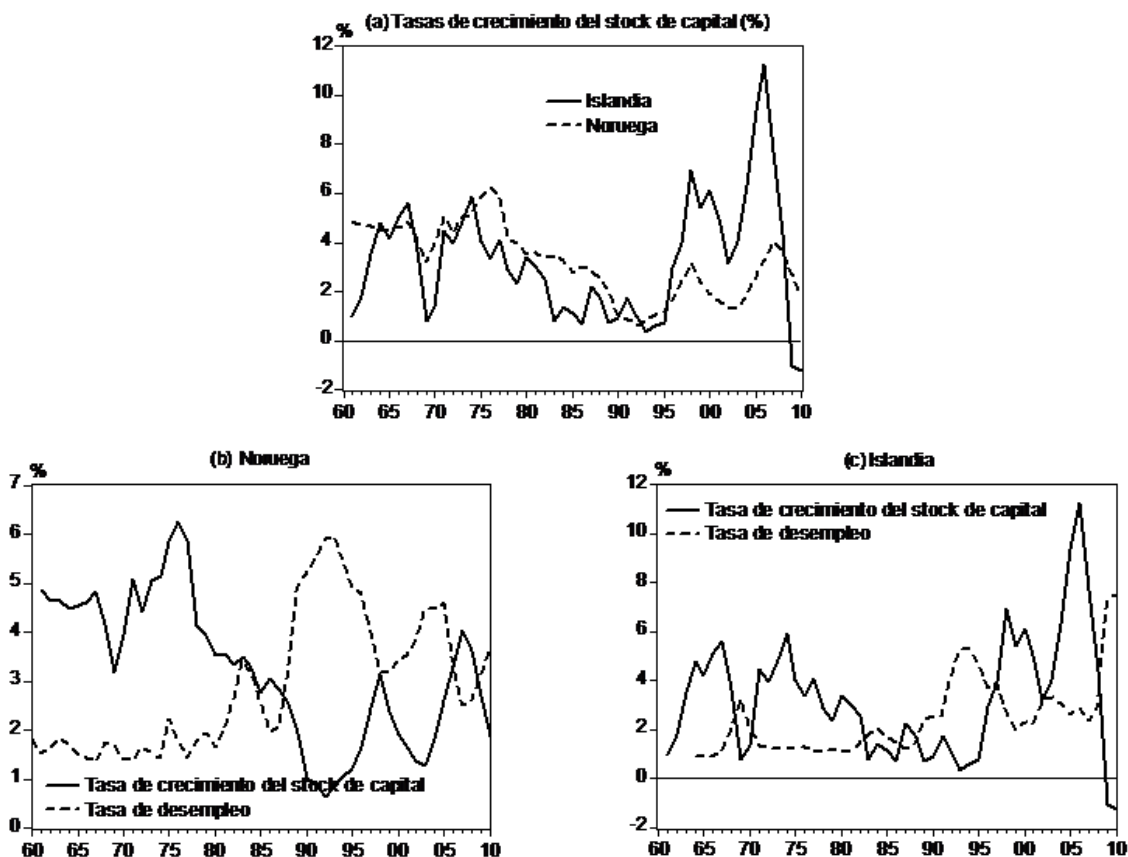 (a) Tasas de crecimiento del stock de capital (%)
%
12
10
8
6
4
2
0
-2
Islandia
Noruega
60 65 70 75 80 85 90 95 00 05 10
(b) Noruega
%
7
6
5
4
3
2
1
0
Tasa de crecimiento del stock de capital
Tasa de desempleo
60 65 70 75 80 85 90 95 00 05 10
(c) Islandia
%
12
10
8
6
4
2
0
-2
Tasa de crecimiento del stock de capital
Tasa de desempleo
60 65 70 75 80 85 90 95 00 05 10